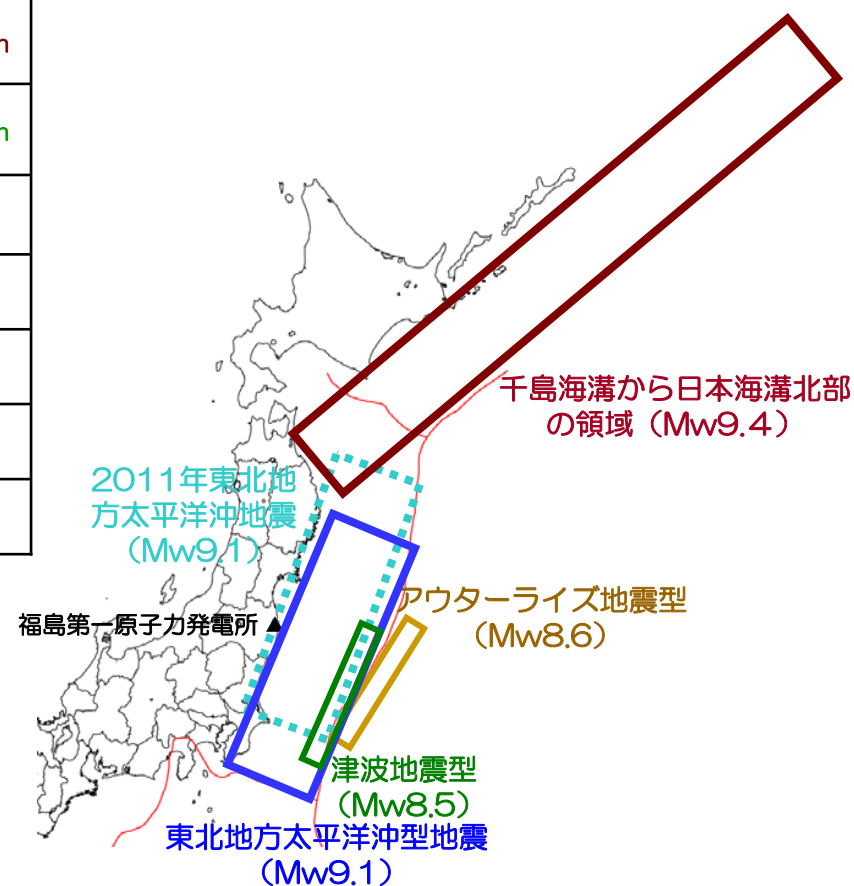 m
m
千島海溝から日本海溝北部
の領域（Mw9.4）
2011年東北地
方太平洋沖地震
（Mw9.1）
アウターライズ地震型
（Mw8.6）
福島第一原子力発電所 ▲
津波地震型
（Mw8.5）
東北地方太平洋沖型地震
（Mw9.1）